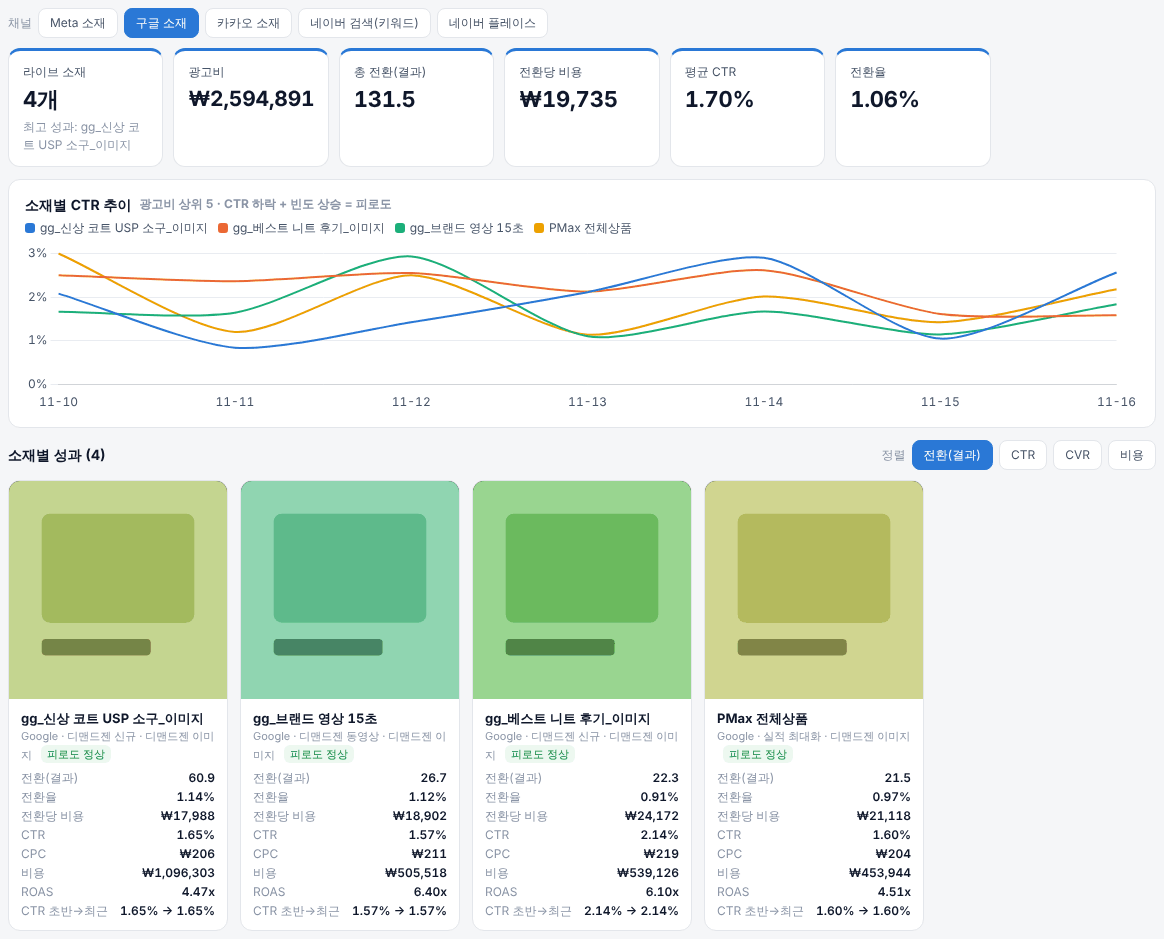 채널 Meta 소재 구글 소재 카카오 소재 네이버 검색(키워드) 네이버 플레이스
라이브 소재
4개
최고 성과: gg_신상 코
트 USP 소구_이미지
광고비
₩2,594,891
총 전환(결과)
131.5
전환당 비용
₩19,735
평균 CTR
1.70%
전환율
1.06%
소재별 CTR 추이 광고비 상위 5 · CTR 하락 + 빈도 상승 = 피로도
gg_신상 코트 USP 소구_이미지 gg_베스트 니트 후기_이미지 gg_브랜드 영상 15초 PMax 전체상품
3%
2%
1%
0%
11-10 11-11 11-12 11-13 11-14 11-15 11-16
소재별 성과 (4)
정렬 전환(결과) CTR CVR 비용
gg_신상 코트 USP 소구_이미지
Google · 디맨드젠 신규 · 디맨드젠 이미
지 피로도 정상
전환(결과) 60.9
전환율 1.14%
전환당 비용 ₩17,988
CTR 1.65%
CPC ₩206
비용 ₩1,096,303
ROAS 4.47x
CTR 초반→최근 1.65% → 1.65%
gg_브랜드 영상 15초
Google · 디맨드젠 동영상 · 디맨드젠 이
미지 피로도 정상
전환(결과) 26.7
전환율 1.12%
전환당 비용 ₩18,902
CTR 1.57%
CPC ₩211
비용 ₩505,518
ROAS 6.40x
CTR 초반→최근 1.57% → 1.57%
gg_베스트 니트 후기_이미지
Google · 디맨드젠 신규 · 디맨드젠 이미
지 피로도 정상
전환(결과) 22.3
전환율 0.91%
전환당 비용 ₩24,172
CTR 2.14%
CPC ₩219
비용 ₩539,126
ROAS 6.10x
CTR 초반→최근 2.14% → 2.14%
PMax 전체상품
Google · 실적 최대화 · 디맨드젠 이미지
피로도 정상
전환(결과) 21.5
전환율 0.97%
전환당 비용 ₩21,118
CTR 1.60%
CPC ₩204
비용 ₩453,944
ROAS 4.51x
CTR 초반→최근 1.60% → 1.60%